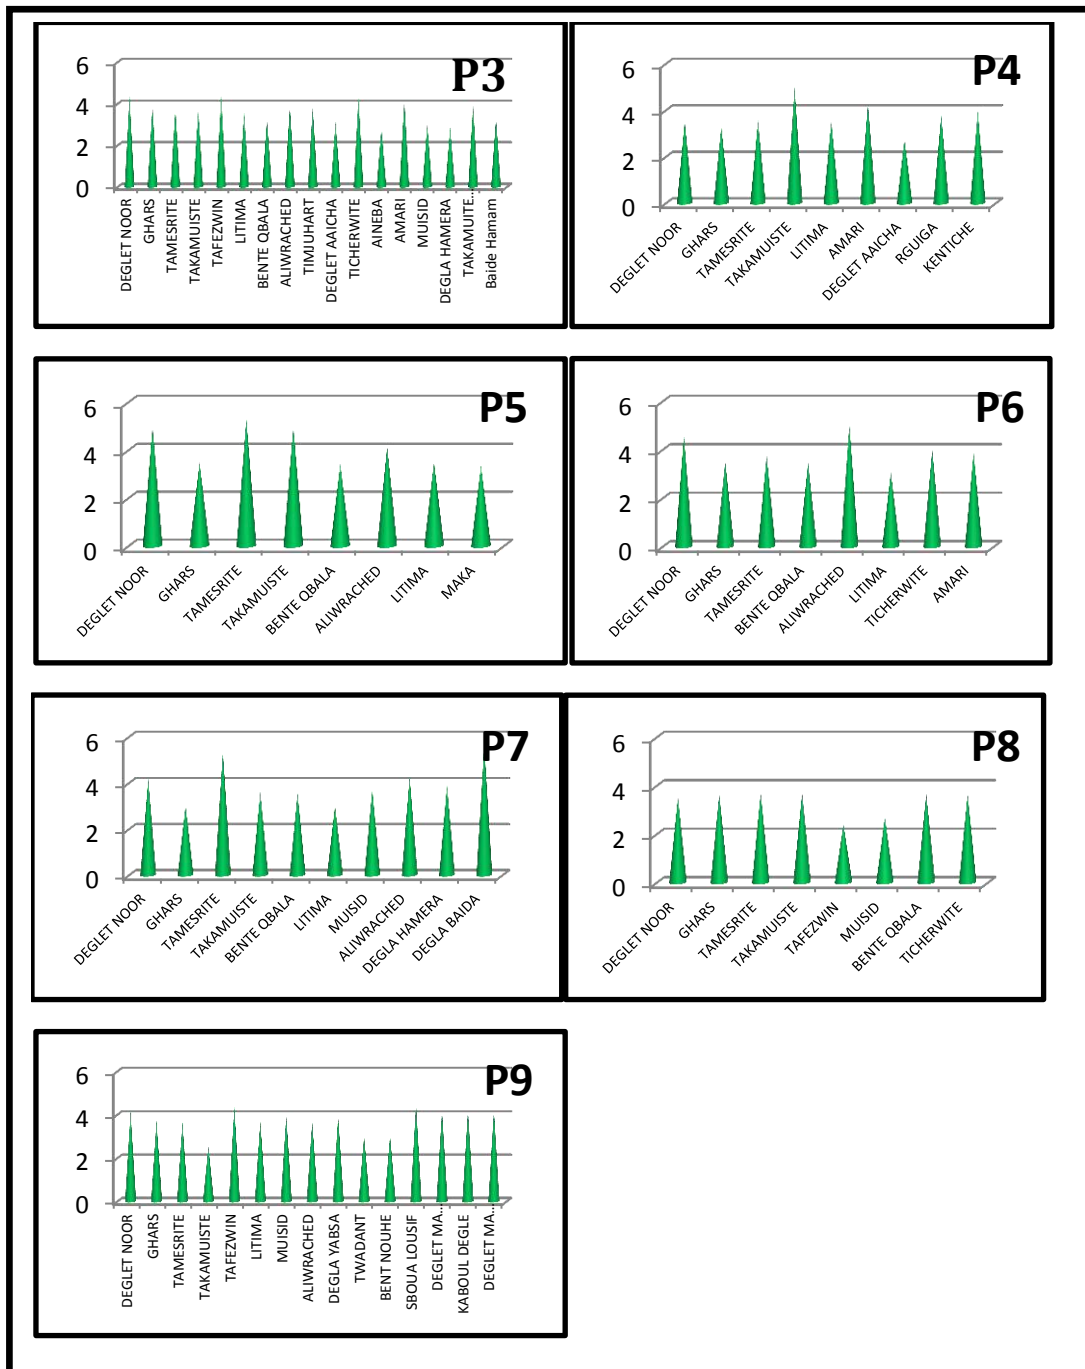 P3
6
4
2
0
DEGLET NOOR
GHARS
TAMESRITE
TAKAMUISTE
TAFEZWIN
LITIMA
BENTE QBALA
ALIWRACHED
TIMJUHART
DEGLET AAICHA
TICHERWITE
AINEBA
AMARI
MUISID
DEGLA HAMERA
TAKAMUITE…
Baide Hamam
P4
6
4
2
0
DEGLET NOOR
GHARS
TAMESRITE
TAKAMUISTE
LITIMA
AMARI
DEGLET AAICHA
RGUIGA
KENTICHE
P5
6
4
2
0
DEGLET NOOR
GHARS
TAMESRITE
TAKAMUISTE
BENTE QBALA
ALIWRACHED
LITIMA
MAKA
P6
6
4
2
0
DEGLET NOOR
GHARS
TAMESRITE
BENTE QBALA
ALIWRACHED
LITIMA
TICHERWITE
AMARI
P7
6
4
2
0
DEGLET NOOR
GHARS
TAMESRITE
TAKAMUISTE
BENTE QBALA
LITIMA
MUISID
ALIWRACHED
DEGLA HAMERA
DEGLA BAIDA
P8
6
4
2
0
DEGLET NOOR
GHARS
TAMESRITE
TAKAMUISTE
TAFEZWIN
MUISID
BENTE QBALA
TICHERWITE
P9
6
4
2
0
DEGLET NOOR
GHARS
TAMESRITE
TAKAMUISTE
TAFEZWIN
LITIMA
MUISID
ALIWRACHED
DEGLA YABSA
TWADANT
BENT NOUHE
SBOUA LOUSIF
DEGLET MA…
KABOUL DEGLE
DEGLET MA…